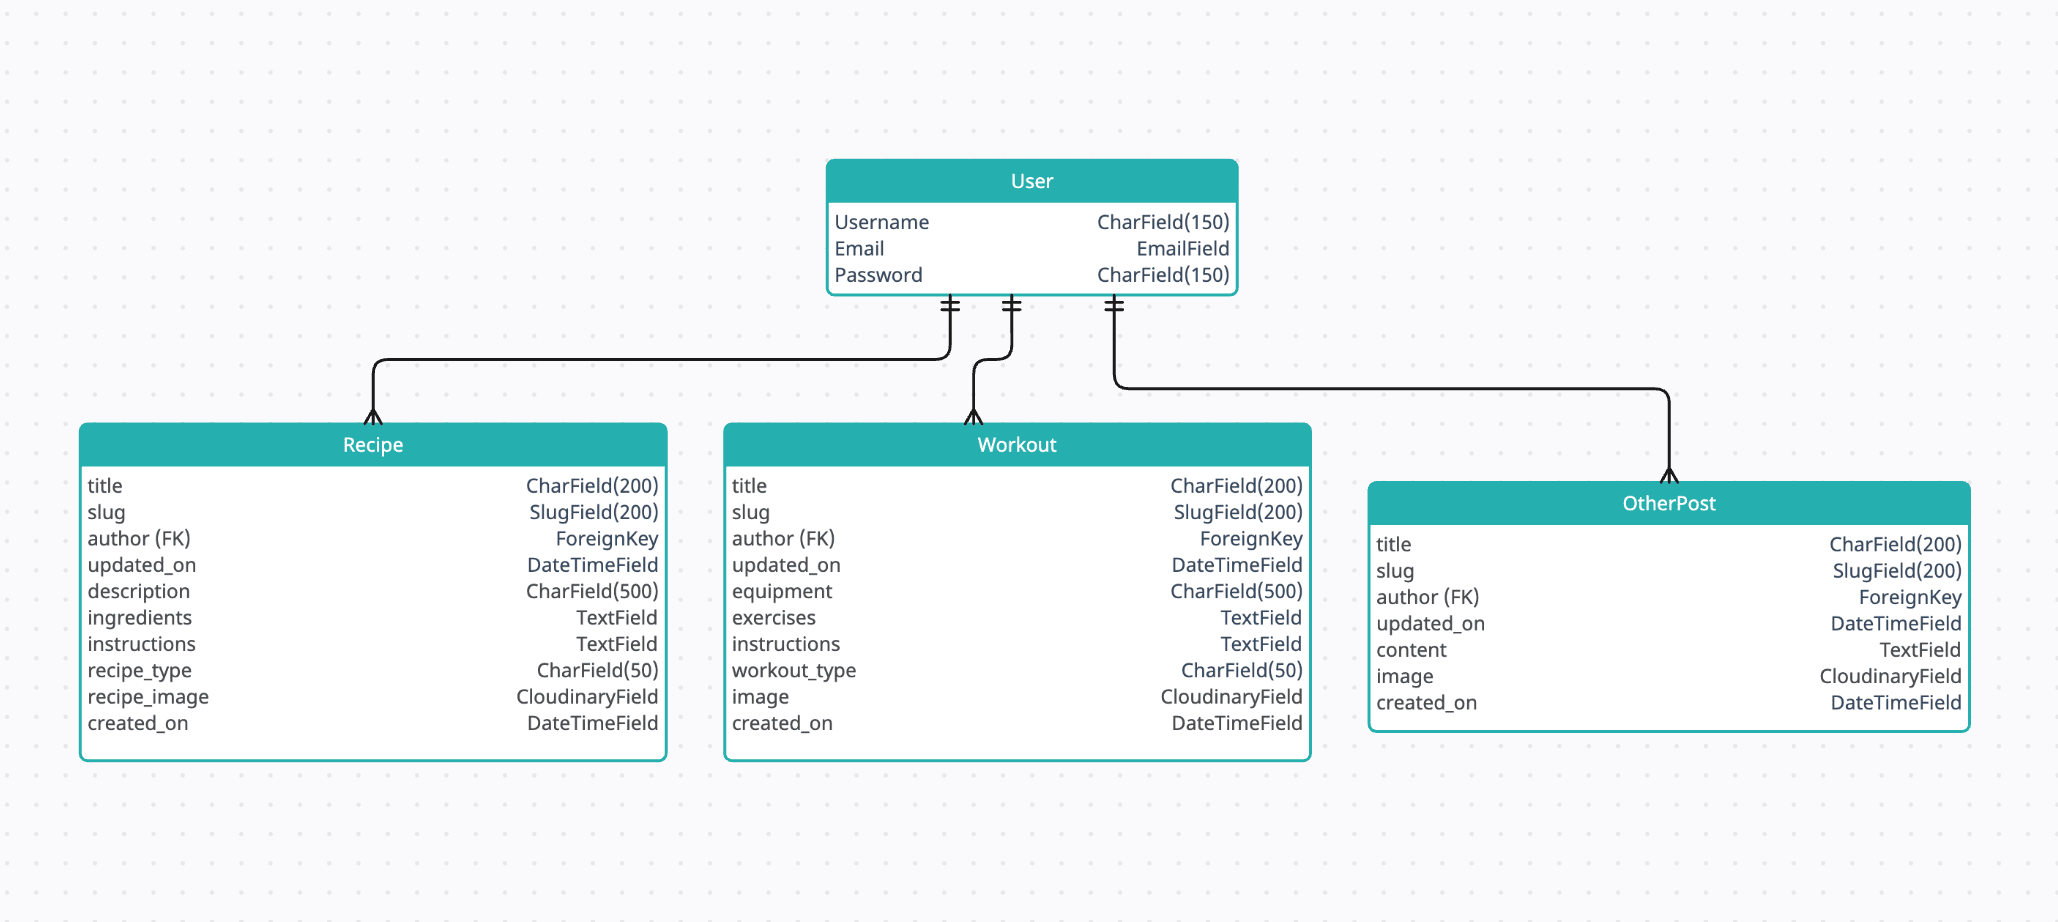 User
Username CharField(150)
Email EmailField
Password CharField(150)
Recipe
title CharField(200)
slug SlugField(200)
author (FK) ForeignKey
updated_on DateTimeField
description CharField(500)
ingredients TextField
instructions TextField
recipe_type CharField(50)
recipe_image CloudinaryField
created_on DateTimeField
Workout
title CharField(200)
slug SlugField(200)
author (FK) ForeignKey
updated_on DateTimeField
equipment CharField(500)
exercises TextField
instructions TextField
workout_type CharField(50)
image CloudinaryField
created_on DateTimeField
OtherPost
title CharField(200)
slug SlugField(200)
author (FK) ForeignKey
updated_on DateTimeField
content TextField
image CloudinaryField
created_on DateTimeField